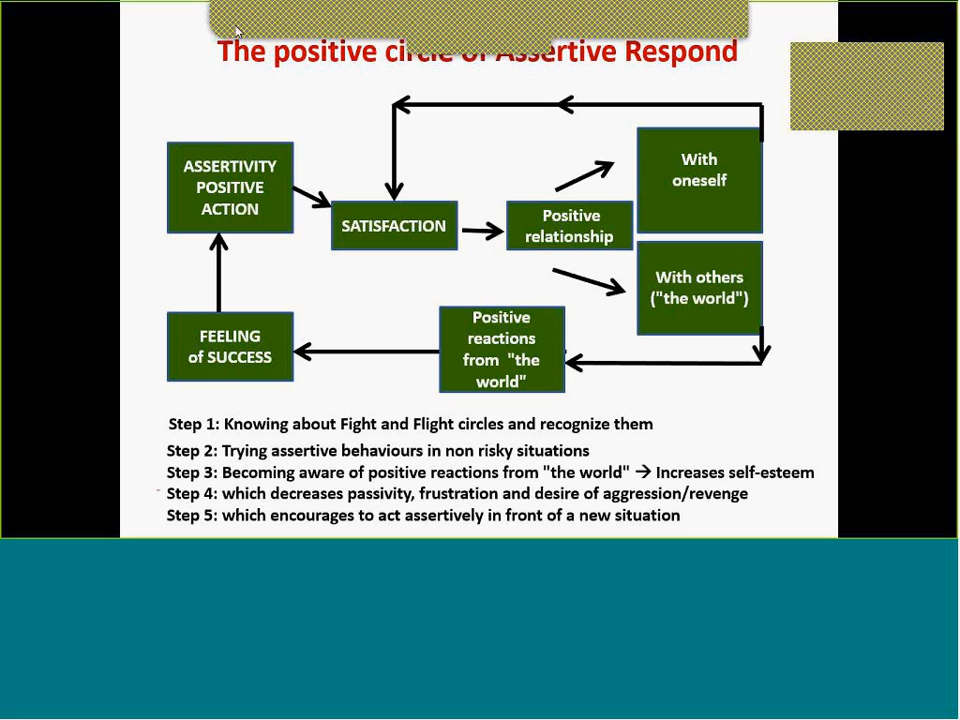 The positive circle of Assertive Respond
ASSERTIVITY
POSITIVE
ACTION
SATISFACTION
Positive
relationship
With
oneself
With others
("the world")
Positive
reactions
from "the
world"
FEELING
of SUCCESS
Step 1: Knowing about Fight and Flight circles and recognize them
Step 2: Trying assertive behaviours in non risky situations
Step 3: Becoming aware of positive reactions from "the world" → Increases self-esteem
Step 4: which decreases passivity, frustration and desire of aggression/revenge
Step 5: which encourages to act assertively in front of a new situation